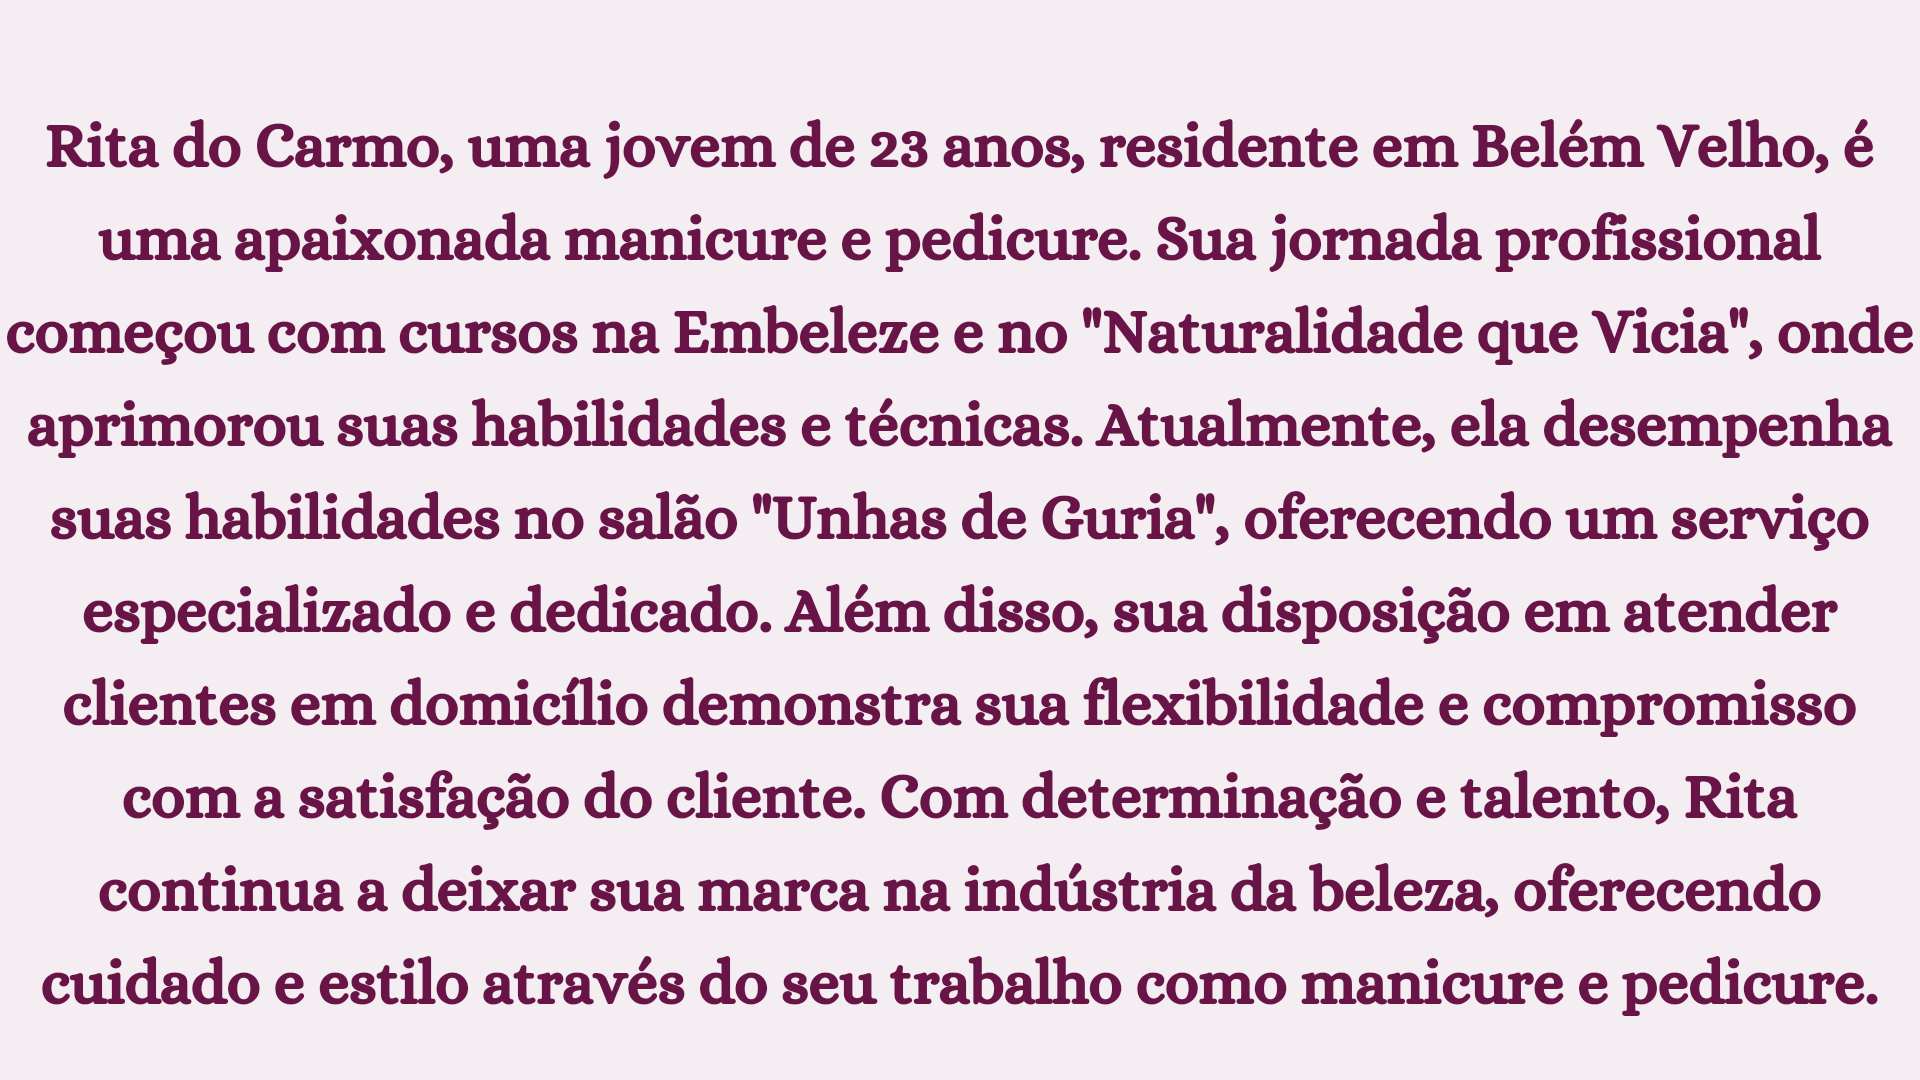 Rita do Carmo, uma jovem de 23 anos, residente em Belém Velho, é
uma apaixonada manicure e pedicure. Sua jornada profissional
começou com cursos na Embeleze e no "Naturalidade que Vicia", onde
aprimorou suas habilidades e técnicas. Atualmente, ela desempenha
suas habilidades no salão "Unhas de Guria", oferecendo um serviço
especializado e dedicado. Além disso, sua disposição em atender
clientes em domicílio demonstra sua flexibilidade e compromisso
com a satisfação do cliente. Com determinação e talento, Rita
continua a deixar sua marca na indústria da beleza, oferecendo
cuidado e estilo através do seu trabalho como manicure e pedicure.